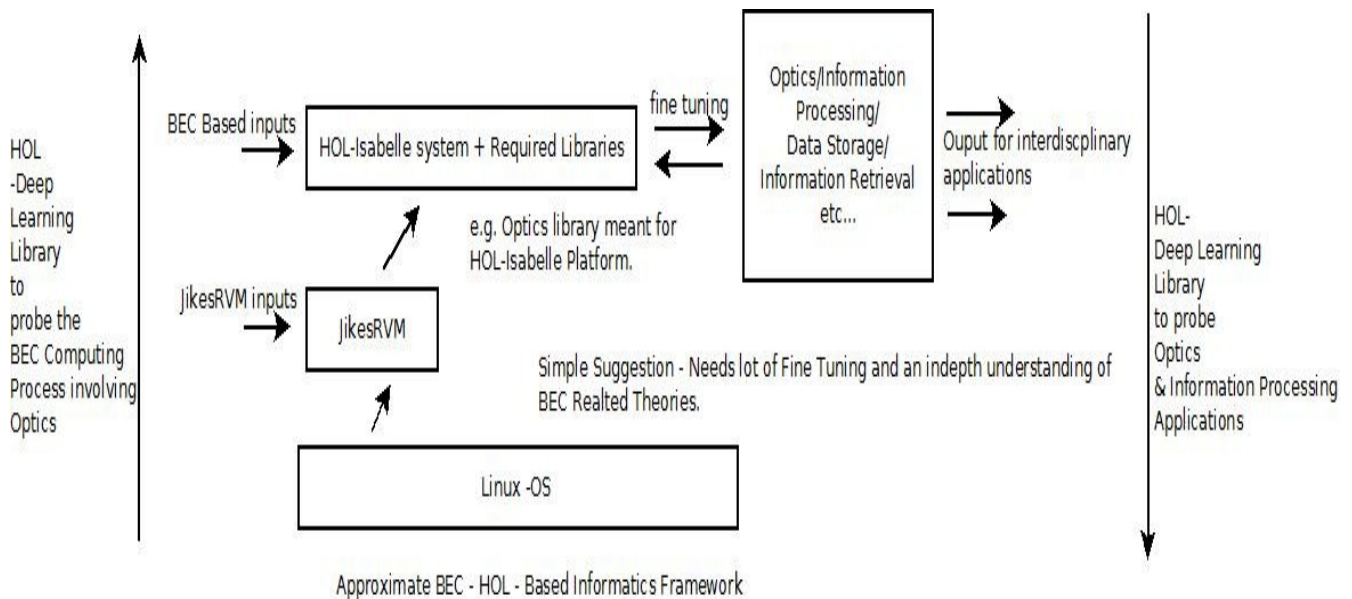 HOL
-Deep
Learning
Library
to
probe the
BEC Computing
Process involving
Optics
BEC Based inputs
HOL-Isabelle system + Required Libraries
fine tuning
Optics/Information
Processing/
Data Storage/
Information Retrieval
etc...
Ouput for interdiscplinary
applications
e.g. Optics library meant for
HOL-Isabelle Platform.
JikesRVM inputs
JikesRVM
Simple Suggestion - Needs lot of Fine Tuning and an indepth understanding of
BEC Realted Theories.
Linux -OS
HOL-
Deep Learning
Library
to probe
Optics
& Information Processing
Applications
Approximate BEC - HOL - Based Informatics Framework